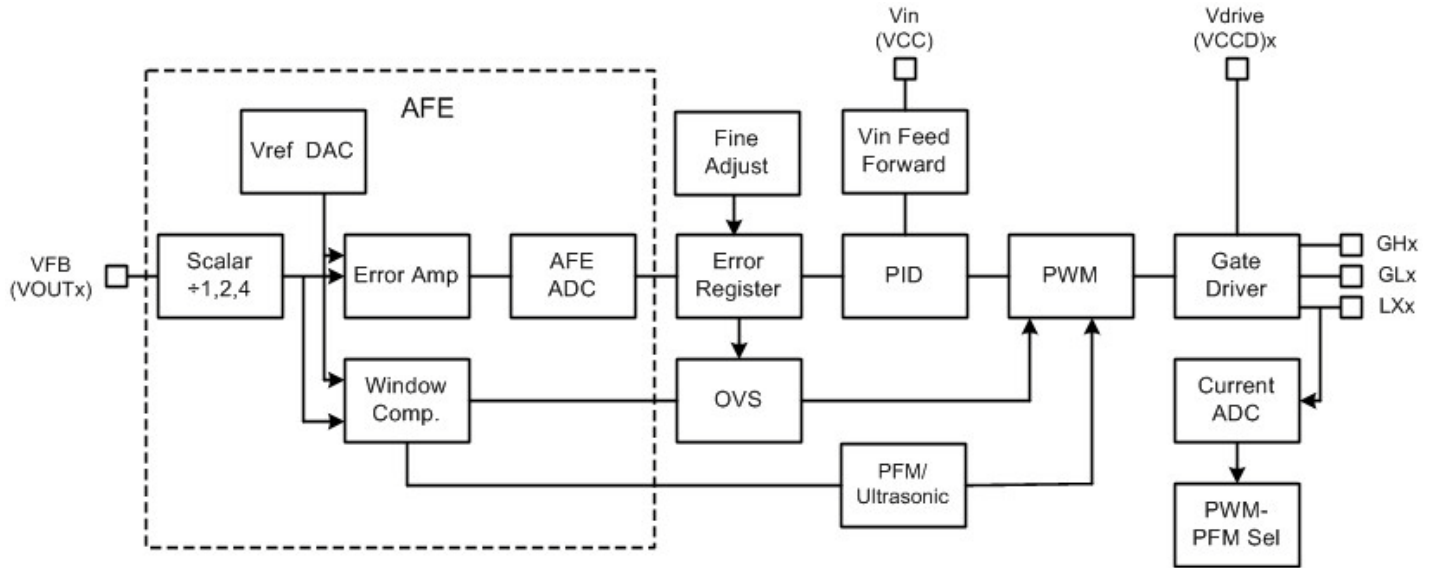 Vin
(VCC)
Vdrive
(VCCD)x
AFE
Vref DAC
Fine
Adjust
Vin Feed
Forward
VFB
(VOUTx)
Scalar
÷1,2,4
Error Amp
AFE
ADC
Error
Register
PID
PWM
Gate
Driver
GHx
GLx
LXx
Window
Comp.
OVS
Current
ADC
PFM/
Ultrasonic
PWM-
PFM Sel